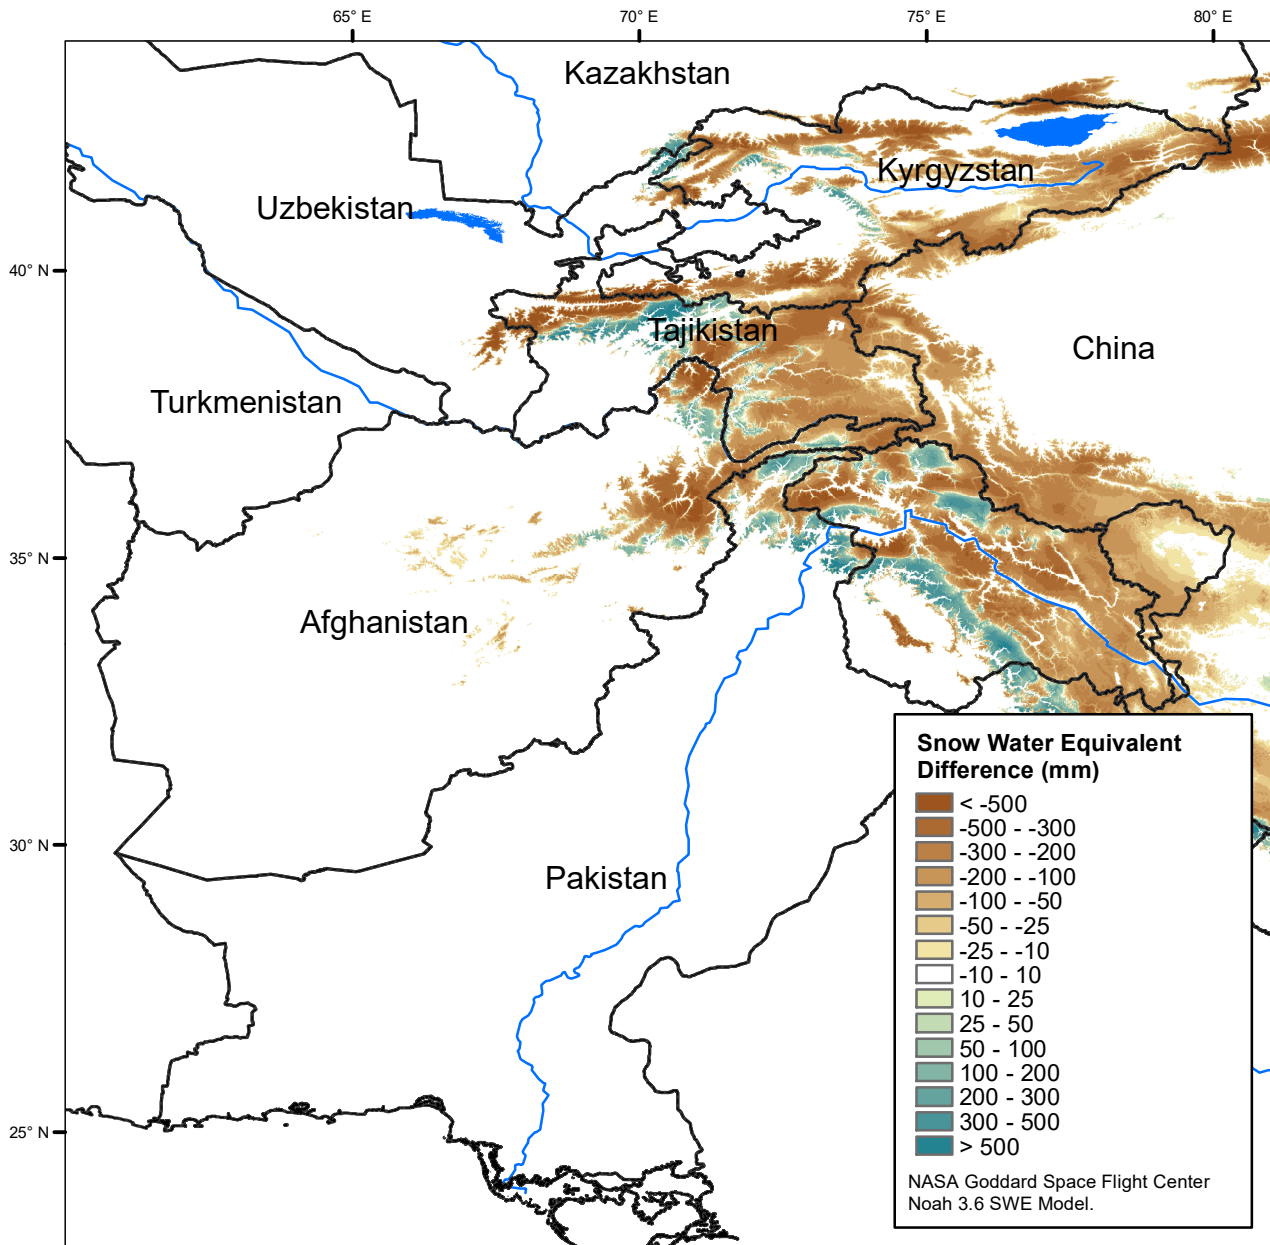 65° E
70° E
75° E
80° E
Kazakhstan
Kyrgyzstan
Uzbekistan
40° N
Tajikistan
China
Turkmenistan
35° N
Afghanistan
Snow Water Equivalent
Difference (mm)
< -500
-500 - -300
-300 - -200
-200 - -100
-100 - -50
-50 - -25
-25 - -10
-10 - 10
10 - 25
25 - 50
50 - 100
100 - 200
200 - 300
300 - 500
> 500
30° N
Pakistan
25° N
NASA Goddard Space Flight Center
Noah 3.6 SWE Model.